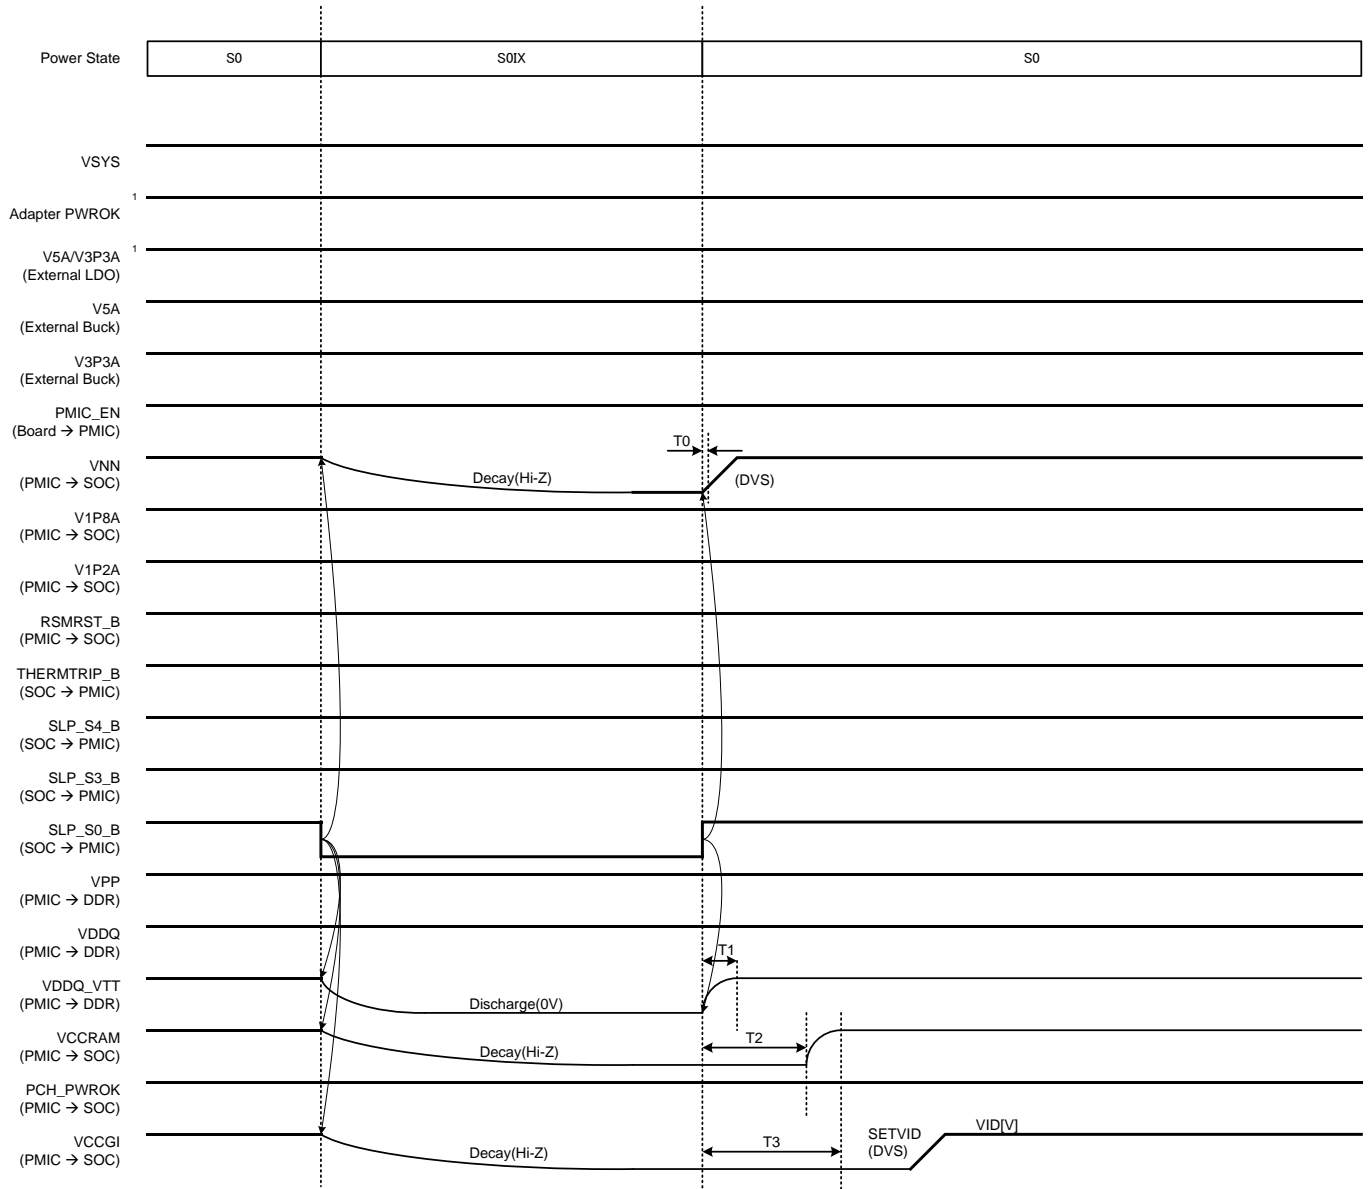 Power State
S0
S0IX
S0
VSYS
Adapter PWROK
1
V5A/V3P3A
1
(External LDO)
V5A
(External Buck)
V3P3A
(External Buck)
PMIC_EN
(Board → PMIC)
T0
VNN
(PMIC → SOC)
Decay(Hi-Z)
(DVS)
V1P8A
(PMIC → SOC)
V1P2A
(PMIC → SOC)
RSMRST_B
(PMIC → SOC)
THERMTRIP_B
(SOC → PMIC)
SLP_S4_B
(SOC → PMIC)
SLP_S3_B
(SOC → PMIC)
SLP_S0_B
(SOC → PMIC)
VPP
(PMIC → DDR)
VDDQ
(PMIC → DDR)
T1
VDDQ_VTT
(PMIC → DDR)
Discharge(0V)
VCCRAM
(PMIC → SOC)
Decay(Hi-Z)
T2
PCH_PWROK
(PMIC → SOC)
VCCGI
(PMIC → SOC)
Decay(Hi-Z)
T3
SETVID
(DVS)
VID[V]